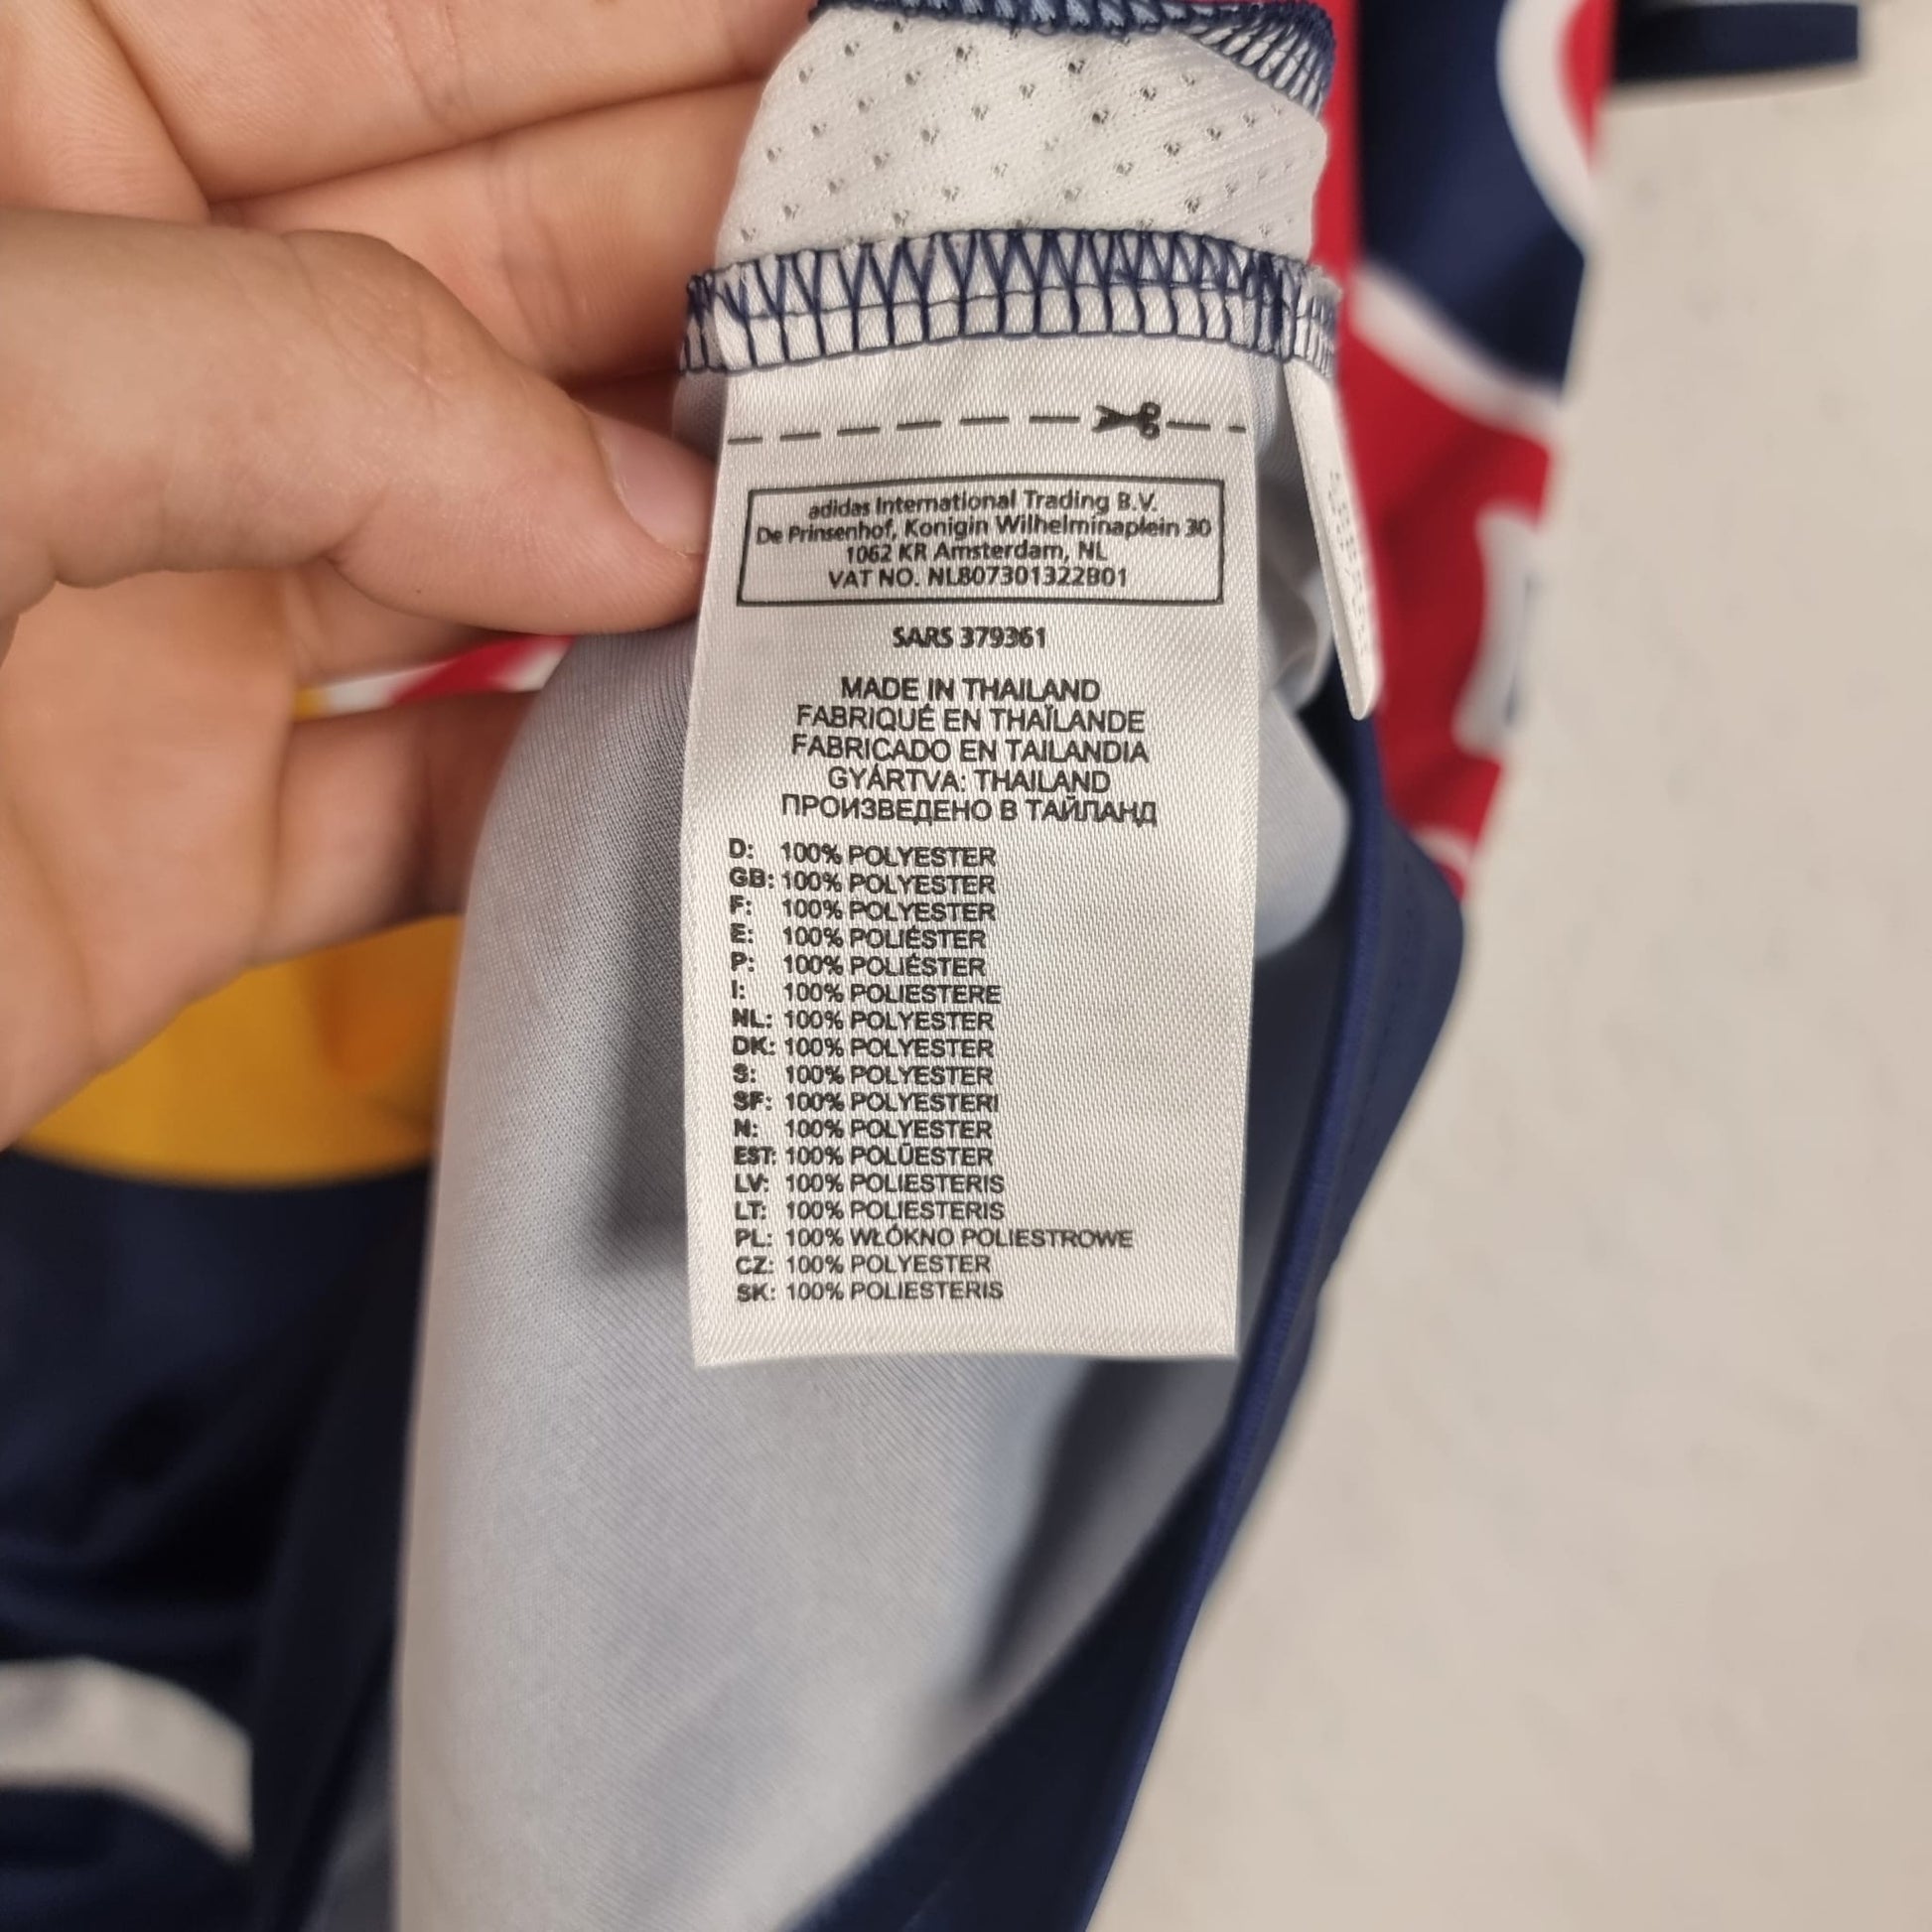 adidas International Trading B.V.
De Prinsenhof, Konigin Wilhelminaplein 30
1062 KR Amsterdam, NL
VAT NO. NL807301322B01
SARS 379361
MADE IN THAILAND
FABRIQUÉ EN THAÏLANDE
FABRICADO EN TAILANDIA
GYÁRTVA: THAILAND
ПРОИЗВЕДЕНО В ТАЙЛАНД
D: 100% POLYESTER
GB: 100% POLYESTER
F: 100% POLYESTER
E: 100% POLIÉSTER
P: 100% POLIÉSTER
I: 100% POLIESTERE
NL: 100% POLYESTER
DK: 100% POLYESTER
S: 100% POLYESTER
SF: 100% POLYESTERI
N: 100% POLYESTER
EST: 100% POLÜESTER
LV: 100% POLIESTERIS
LT: 100% POLIESTERIS
PL: 100% WŁÓKNO POLIESTROWE
CZ: 100% POLYESTER
SK: 100% POLIESTERIS